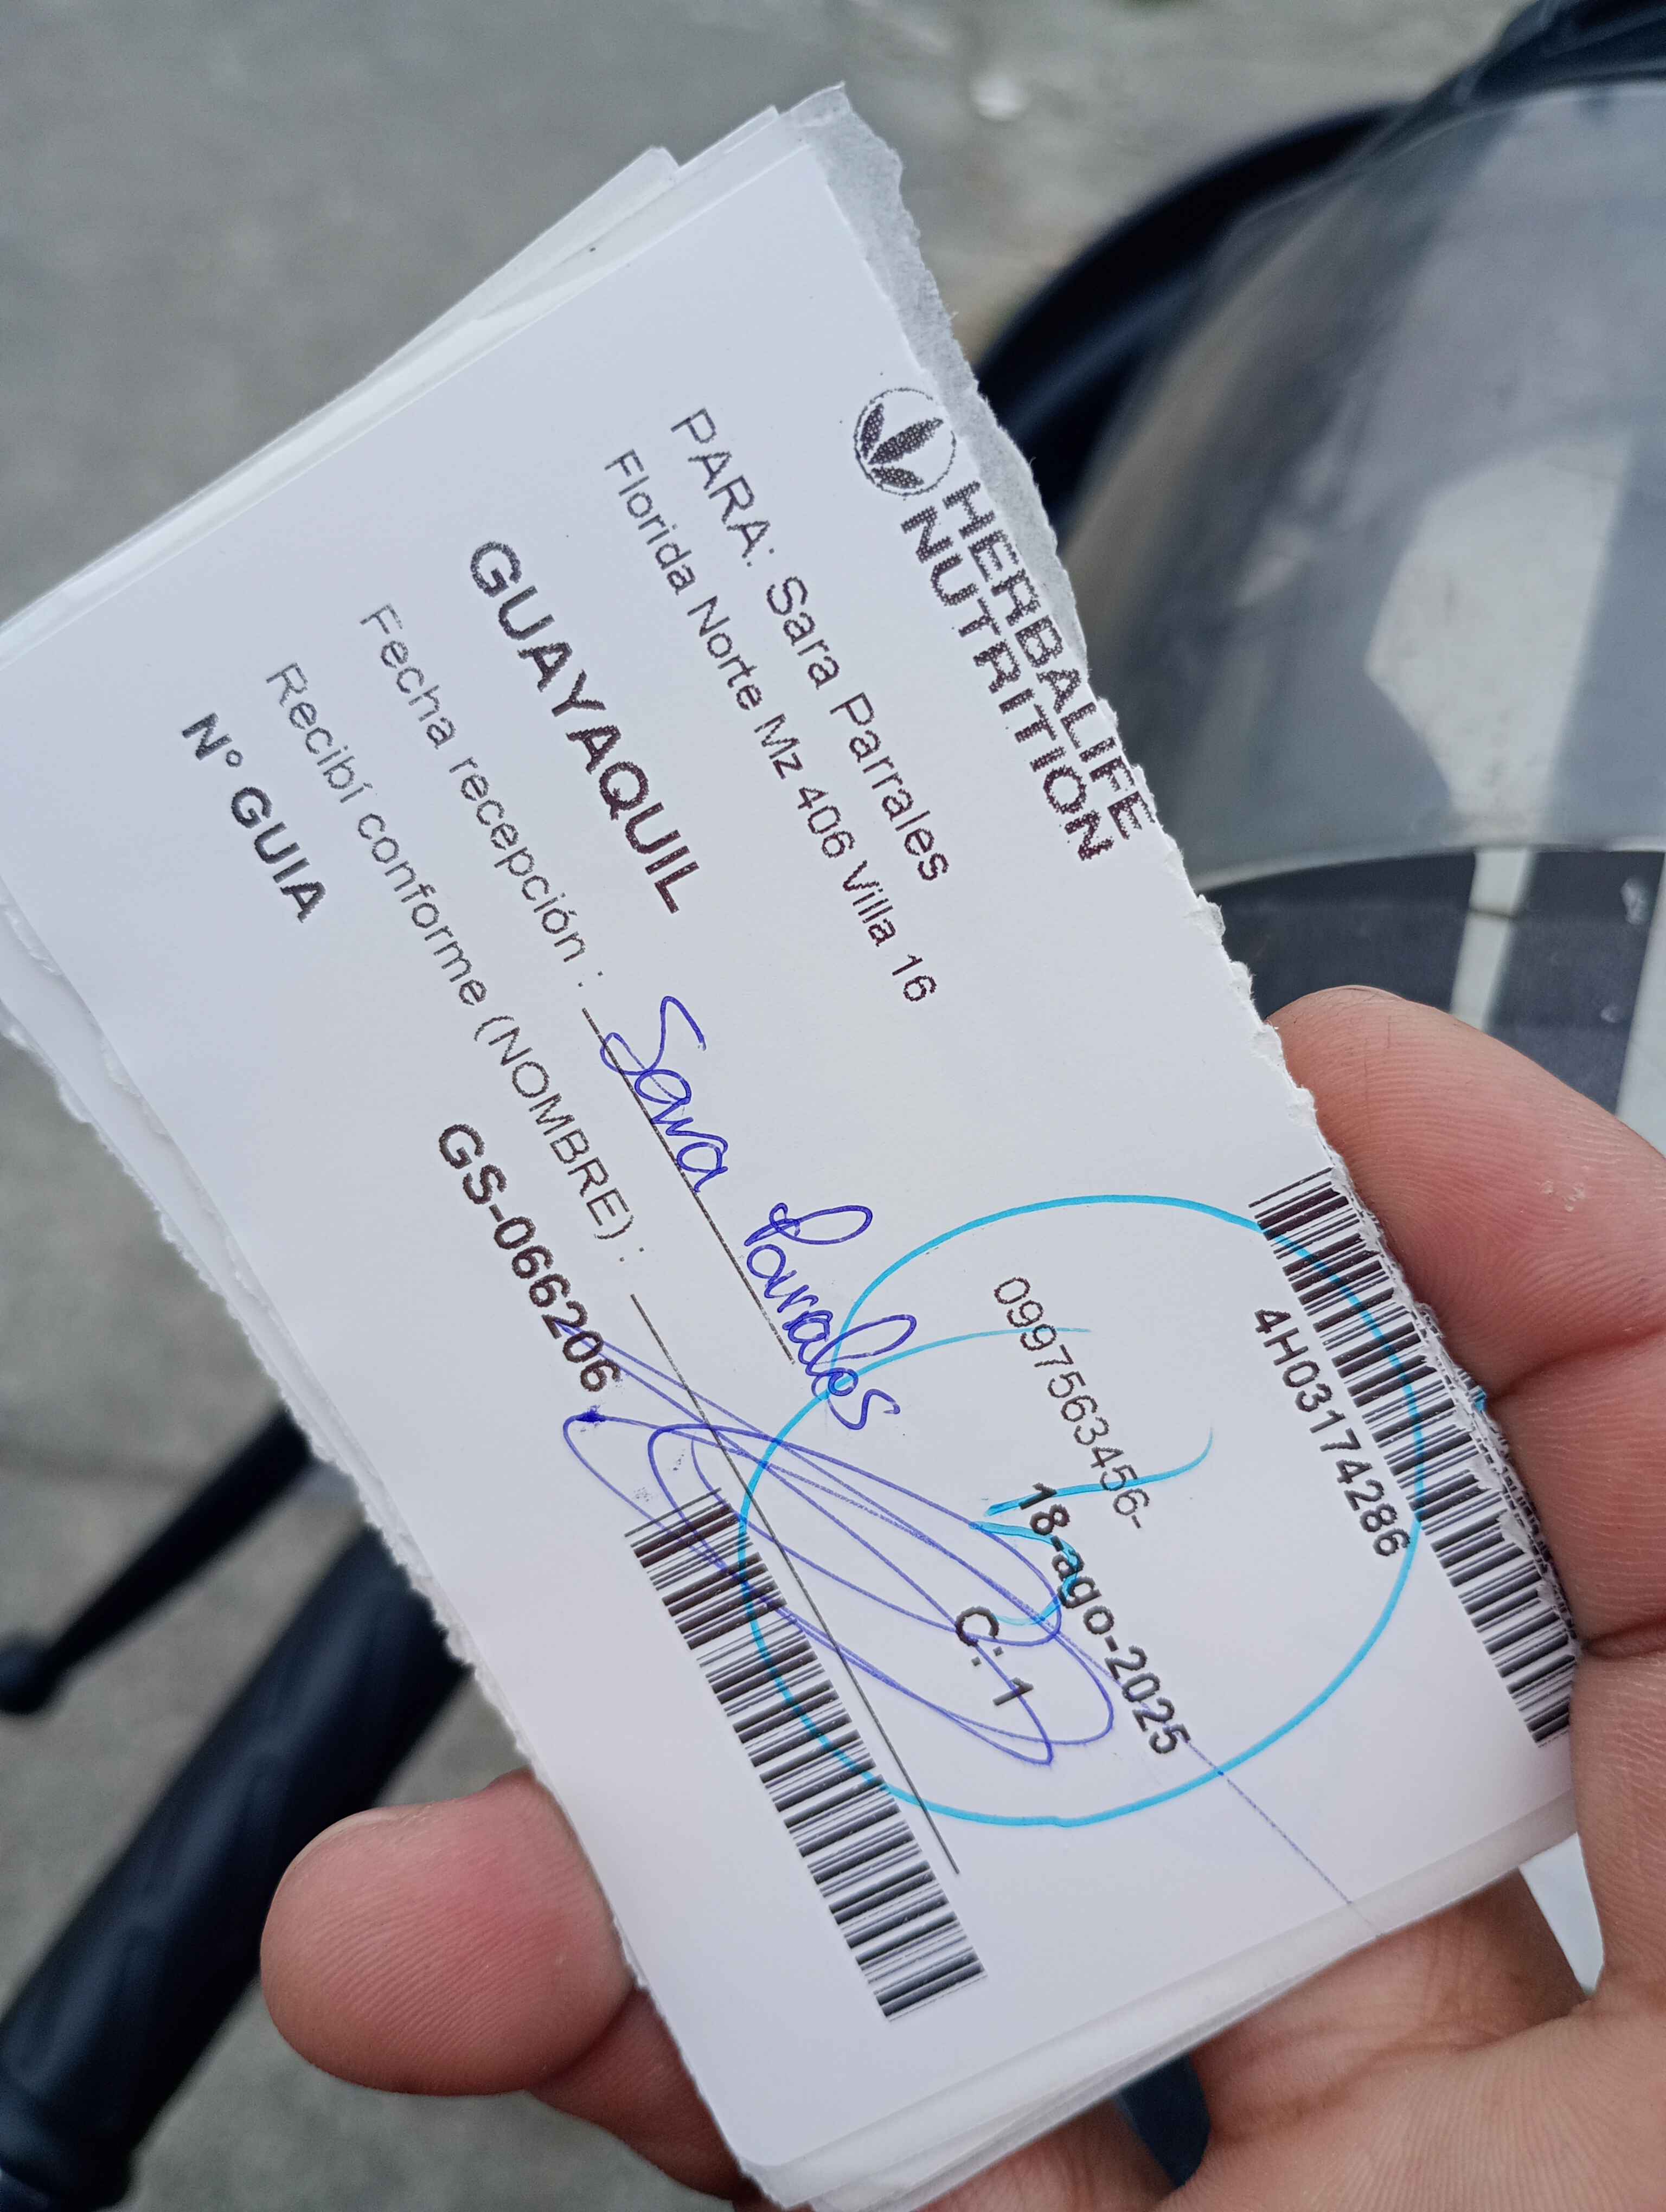 HERBALIFE
NUTRITION
4H03174286
PARA: Sara Parrales
Florida Norte Mz 406 Villa 16
0997563456-
18-ago-2025
GUAYAQUIL
C: 1
Fecha recepción : Sara Parrales
Recibí conforme (NOMBRE) :
Nº GUIA
GS-066206